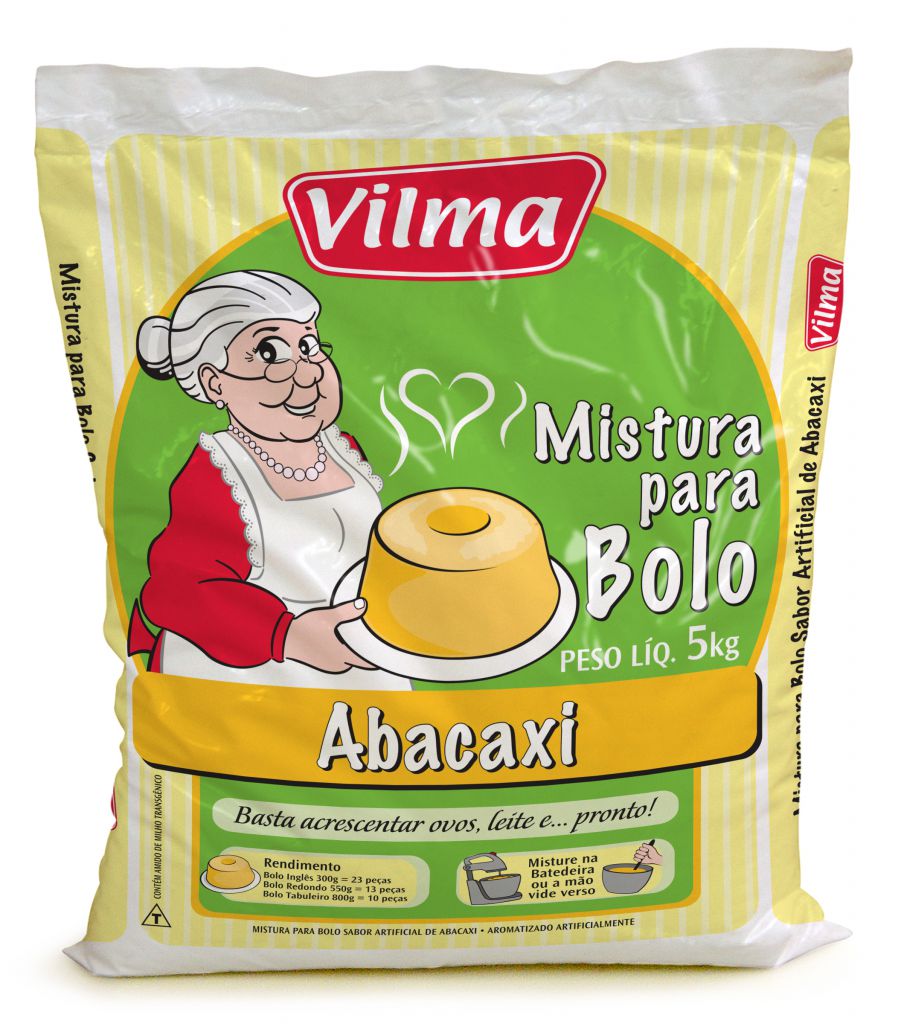 Vilma
Mistura
para
Bolo
PESO LÍQ. 5kg
Abacaxi
Basta acrescentar ovos, leite e... pronto!
Rendimento
Bolo Inglês 300g = 23 peças
Bolo Redondo 550g = 13 peças
Bolo Tabuleiro 800g = 10 peças
Misture na
Batedeira
ou a mão
vide verso
MISTURA PARA BOLO SABOR ARTIFICIAL DE ABACAXI • AROMATIZADO ARTIFICIALMENTE
CONTÉM AMIDO DE MILHO TRANSGÊNICO
T
Mistura para Bolo
Vilma
Mistura para Bolo Sabor Artificial de Abacaxi